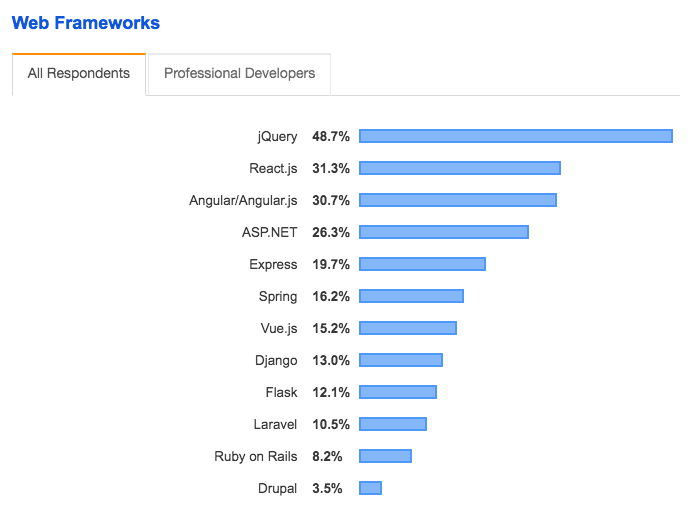 Web Frameworks
All Respondents Professional Developers
jQuery 48.7%
React.js 31.3%
Angular/Angular.js 30.7%
ASP.NET 26.3%
Express 19.7%
Spring 16.2%
Vue.js 15.2%
Django 13.0%
Flask 12.1%
Laravel 10.5%
Ruby on Rails 8.2%
Drupal 3.5%